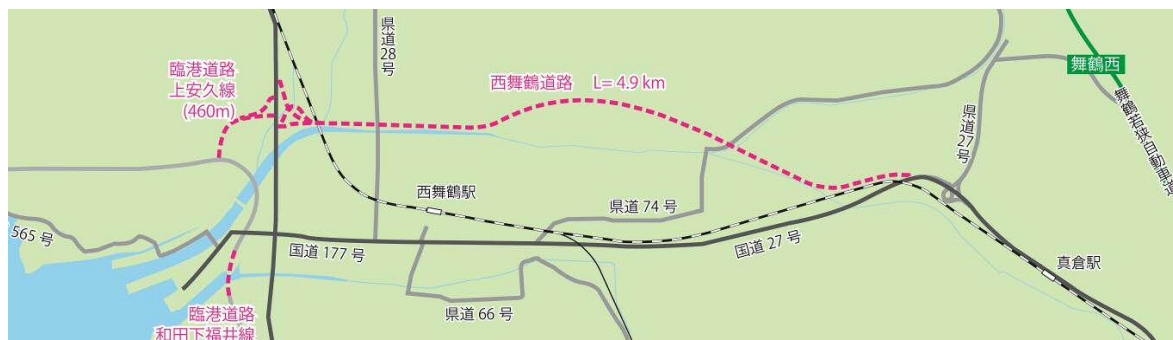 県道
28
号
臨港道路
上安久線
(460m)
西舞鶴道路　L= 4.9 km
舞鶴西
舞鶴若狭自動車道
県道
27
号
西舞鶴駅
県道 74 号
565 号
国道 177 号
国道 27 号
真倉駅
県道 66 号
臨港道路
和田下福井線